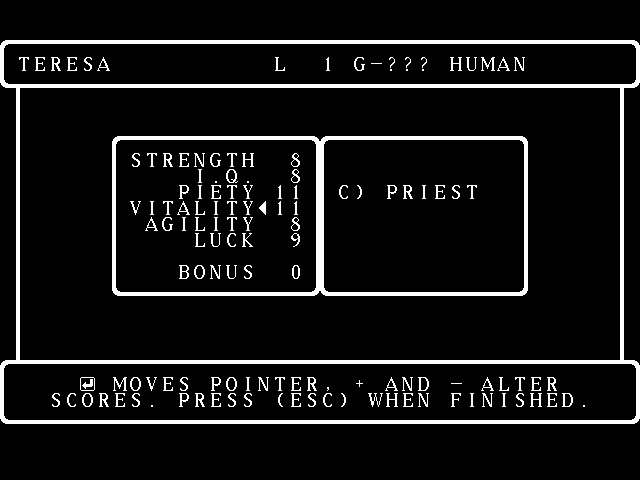 TERESA L 1 G-??? HUMAN
STRENGTH 8
I.Q. 8
PIETY 11
VITALITY 11
AGILITY 8
LUCK 9
BONUS 0
C) PRIEST
↵ MOVES POINTER, + AND - ALTER
SCORES. PRESS (ESC) WHEN FINISHED.